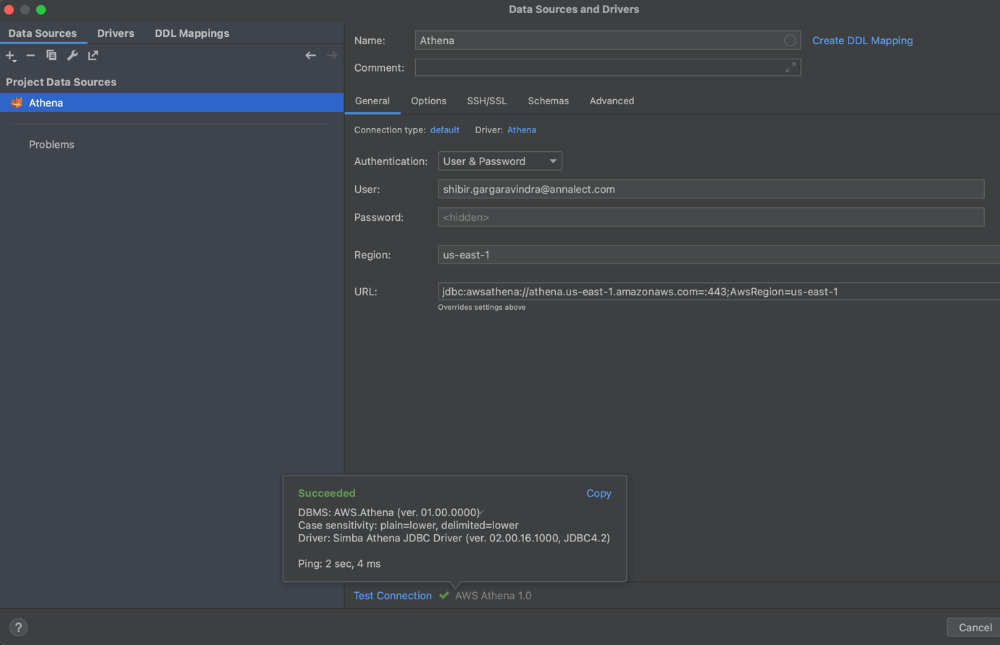 Data Sources and Drivers
Data Sources Drivers DDL Mappings
Project Data Sources
Athena
Problems
Name: Athena Create DDL Mapping
Comment:
General Options SSH/SSL Schemas Advanced
Connection type: default Driver: Athena
Authentication: User & Password
User: shibir.gargaravindra@annalect.com
Password: <hidden>
Region: us-east-1
URL: jdbc:awsathena://athena.us-east-1.amazonaws.com=:443;AwsRegion=us-east-1
Overrides settings above
Succeeded Copy
DBMS: AWS.Athena (ver. 01.00.0000)
Case sensitivity: plain=lower, delimited=lower
Driver: Simba Athena JDBC Driver (ver. 02.00.16.1000, JDBC4.2)
Ping: 2 sec, 4 ms
Test Connection AWS Athena 1.0
? Cancel